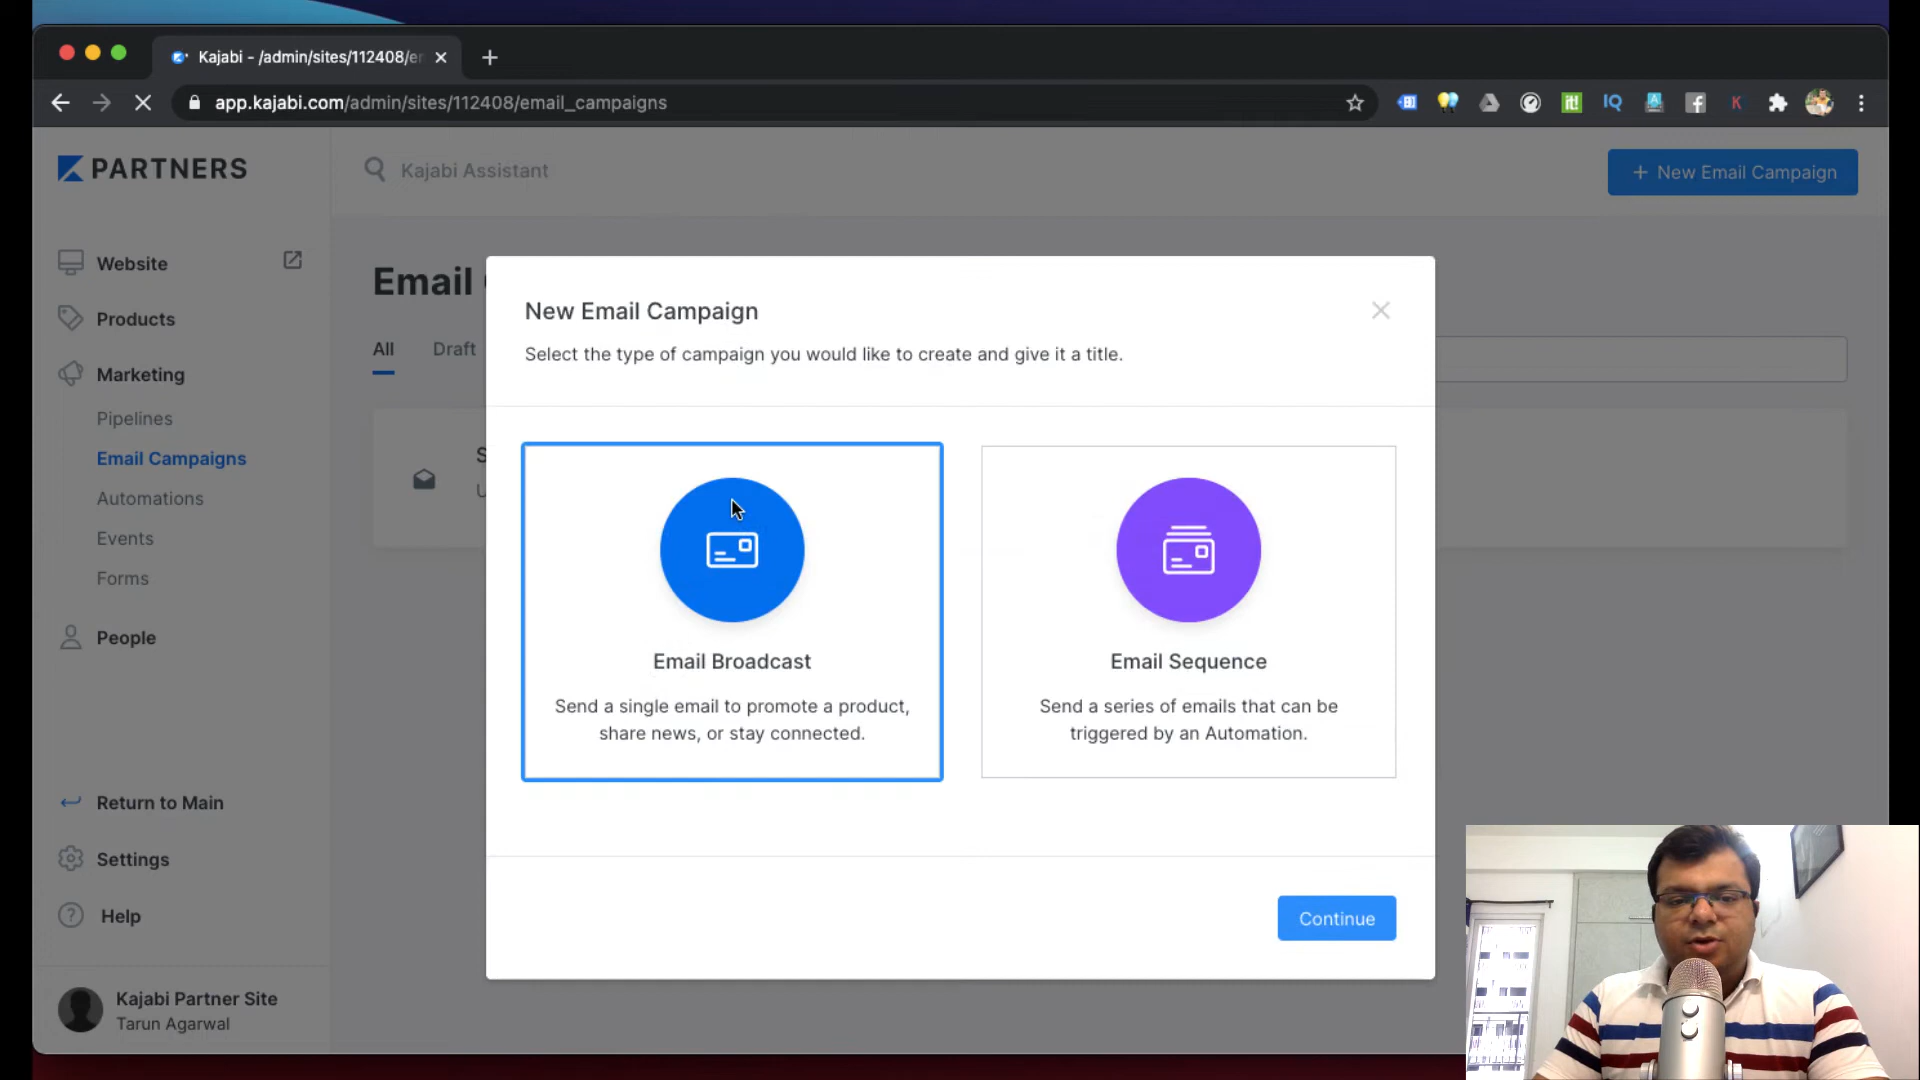 Kajabi - /admin/sites/112408/e
app.kajabi.com/admin/sites/112408/email_campaigns
PARTNERS
Kajabi Assistant
+ New Email Campaign
Website
Products
Marketing
Pipelines
Email Campaigns
Automations
Events
Forms
People
Return to Main
Settings
Help
Kajabi Partner Site
Tarun Agarwal
Email
All
Draft
New Email Campaign
Select the type of campaign you would like to create and give it a title.
Email Broadcast
Send a single email to promote a product,
share news, or stay connected.
Email Sequence
Send a series of emails that can be
triggered by an Automation.
Continue